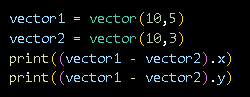 vector1 = vector(10,5)
vector2 = vector(10,3)
print((vector1 - vector2).x)
print((vector1 - vector2).y)